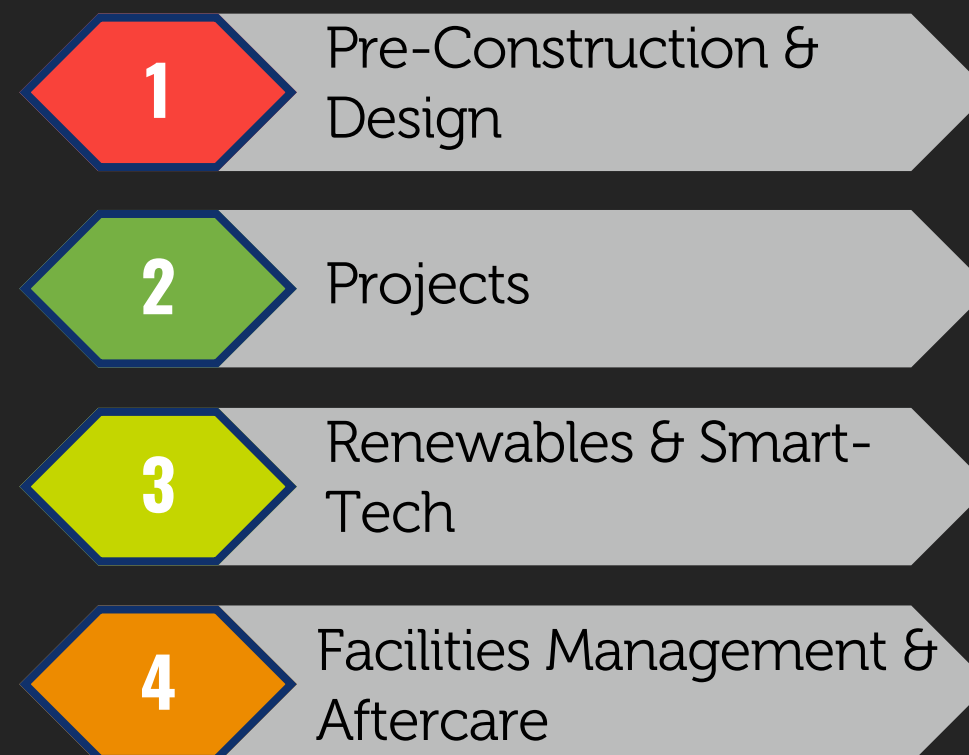 1
Pre-Construction &
Design
2
Projects
3
Renewables & Smart-
Tech
4
Facilities Management &
Aftercare